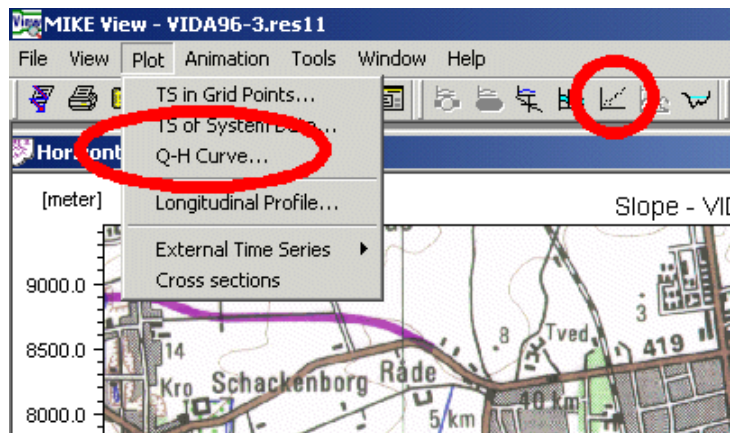 MIKE View - VIDA96-3.res11
File View Plot Animation Tools Window Help
TS in Grid Points...
TS of System Data...
Q-H Curve...
Longitudinal Profile...
External Time Series
Cross sections
Horizont
[meter]
Slope - VI
9000.0
8500.0
8000.0
14
Kro Schackenborg Råde
8
Tved
3
419
5 km
40 km